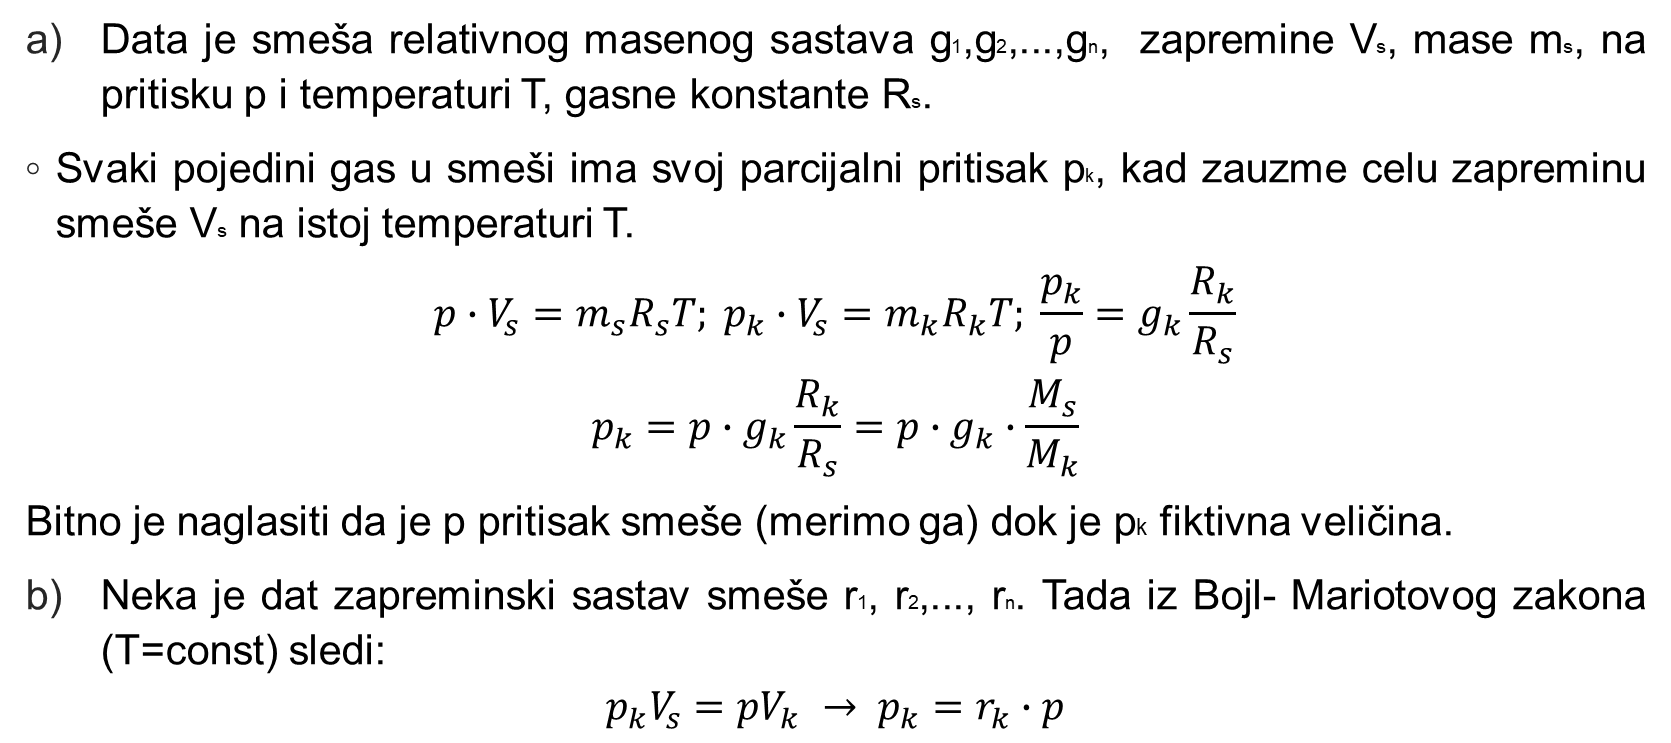 a) Data je smeša relativnog masenog sastava g₁,g₂,...,gₙ, zapremine Vₛ, mase mₛ, na
pritisku p i temperaturi T, gasne konstante Rₛ.
◦ Svaki pojedini gas u smeši ima svoj parcijalni pritisak pₖ, kad zauzme celu zapreminu
smeše Vₛ na istoj temperaturi T.
p · Vₛ = mₛRₛT; pₖ · Vₛ = mₖRₖT; pₖ/p = gₖ Rₖ/Rₛ
pₖ = p · gₖ Rₖ/Rₛ = p · gₖ · Mₛ/Mₖ
Bitno je naglasiti da je p pritisak smeše (merimo ga) dok je pₖ fiktivna veličina.
b) Neka je dat zapreminski sastav smeše r₁, r₂,..., rₙ. Tada iz Bojl- Mariotovog zakona
(T=const) sledi:
pₖVₛ = pVₖ → pₖ = rₖ · p